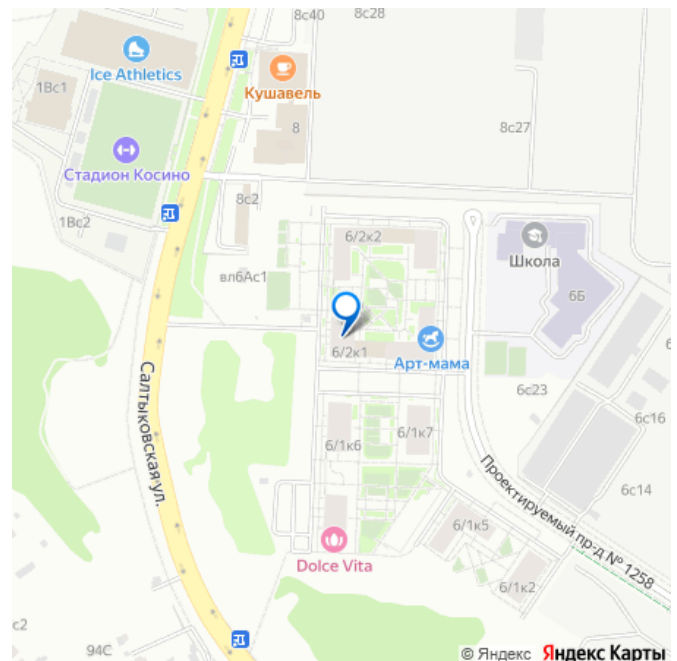 8с40
8с28
Ice Athletics
1Вс1
Кушавель
8
8с27
Стадион Косино
8с2
1Вс2
6/2к2
Школа
вл6Ас1
6Б
6/2к1
Арт-мама
6с23
6с16
Салтыковская ул.
6/1к6
6/1к7
6с14
Проектируемый пр-д № 1258
6/1к5
Dolce Vita
6/1к2
с2
94С
© Яндекс Яндекс Карты